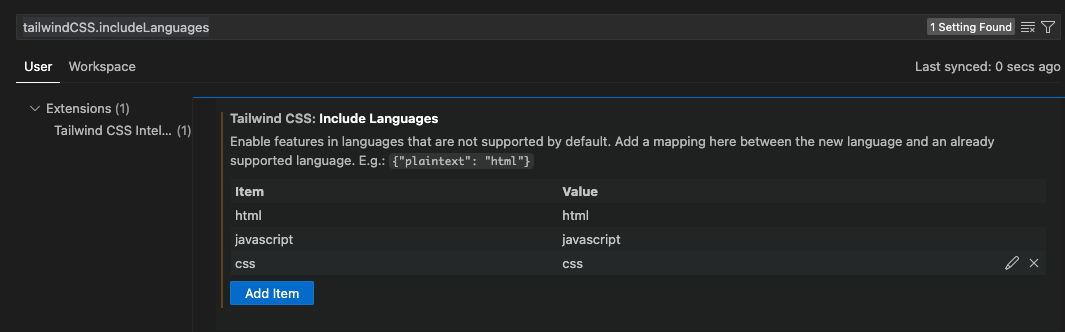 tailwindCSS.includeLanguages
1 Setting Found
User Workspace
Last synced: 0 secs ago
Extensions (1)
Tailwind CSS Intel... (1)
Tailwind CSS: Include Languages
Enable features in languages that are not supported by default. Add a mapping here between the new language and an already
supported language. E.g.: {"plaintext": "html"}
Item Value
html html
javascript javascript
css css
Add Item